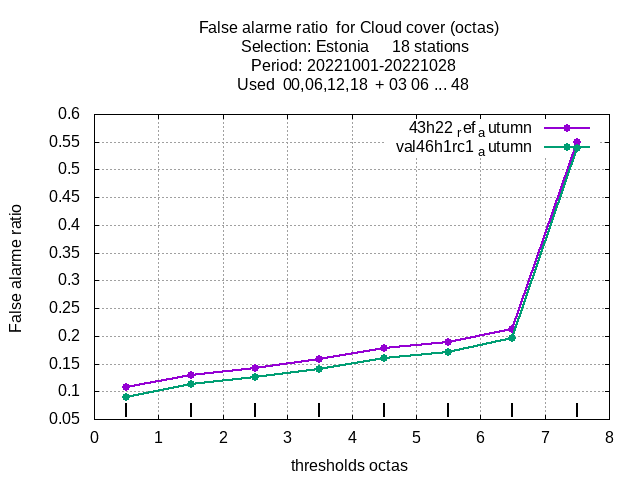 False alarme ratio  for Cloud cover (octas)
Selection: Estonia     18 stations
Period: 20221001-20221028
Used  00,06,12,18  + 03 06 ... 48
0.6
0.55
0.5
0.45
0.4
0.35
0.3
0.25
0.2
0.15
0.1
0.05
False alarme ratio
43h22 ref autumn
val46h1rc1 autumn
0 1 2 3 4 5 6 7 8
thresholds octas